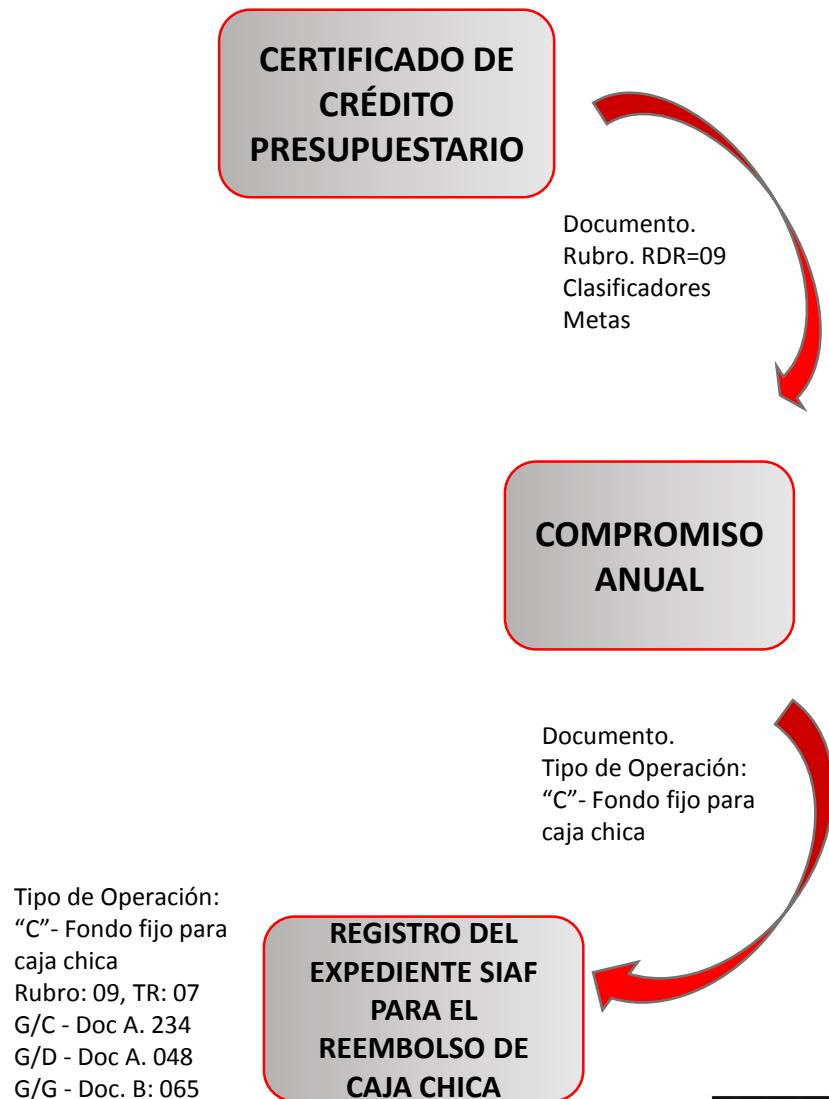 CERTIFICADO DE
CRÉDITO
PRESUPUESTARIO
Documento.
Rubro. RDR=09
Clasificadores
Metas
COMPROMISO
ANUAL
Documento.
Tipo de Operación:
“C”- Fondo fijo para
caja chica
Tipo de Operación:
“C”- Fondo fijo para
caja chica
Rubro: 09, TR: 07
G/C - Doc A. 234
G/D - Doc A. 048
G/G - Doc. B: 065
REGISTRO DEL
EXPEDIENTE SIAF
PARA EL
REEMBOLSO DE
CAJA CHICA